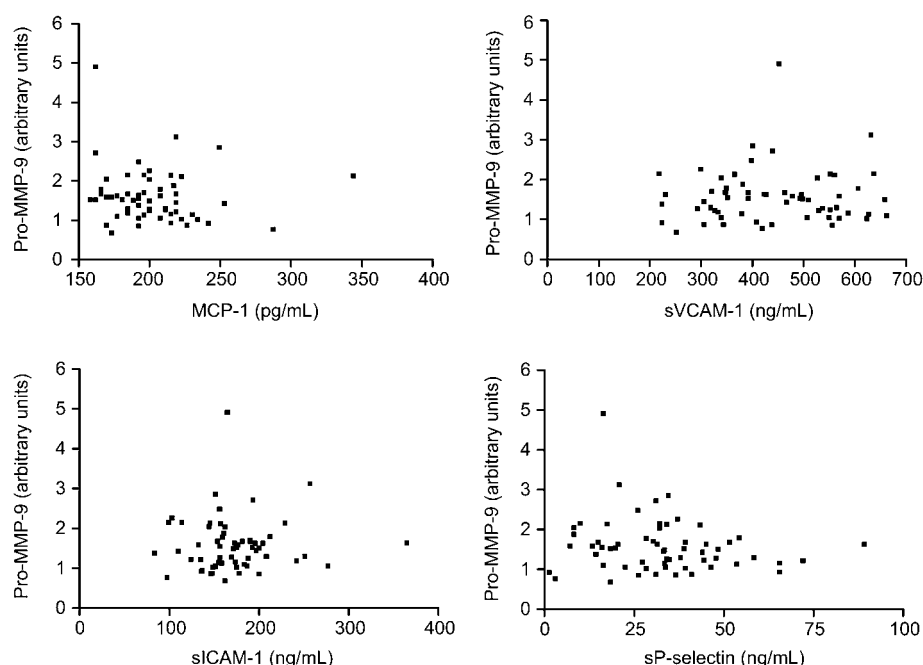 Pro-MMP-9 (arbitrary units)
6
5
4
3
2
1
0
150 200 250 300 350 400
MCP-1 (pg/mL)
Pro-MMP-9 (arbitrary units)
6
5
4
3
2
1
0
0 100 200 300 400 500 600 700
sVCAM-1 (ng/mL)
Pro-MMP-9 (arbitrary units)
6
5
4
3
2
1
0
0 100 200 300 400
sICAM-1 (ng/mL)
Pro-MMP-9 (arbitrary units)
6
5
4
3
2
1
0
0 25 50 75 100
sP-selectin (ng/mL)